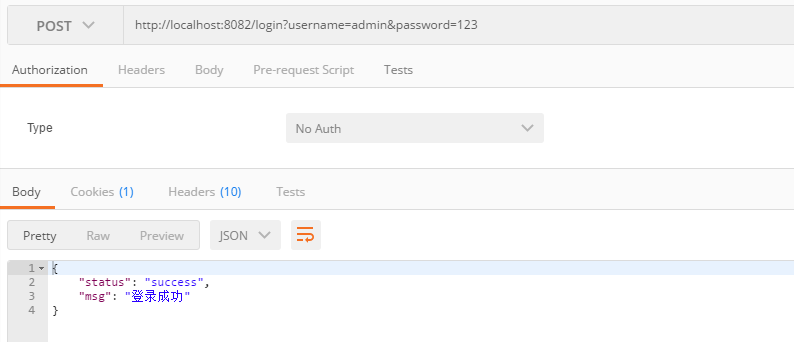 POST http://localhost:8082/login?username=admin&password=123
Authorization Headers Body Pre-request Script Tests
Type No Auth
Body Cookies (1) Headers (10) Tests
Pretty Raw Preview JSON
1 {
2 "status": "success",
3 "msg": "登录成功"
4 }